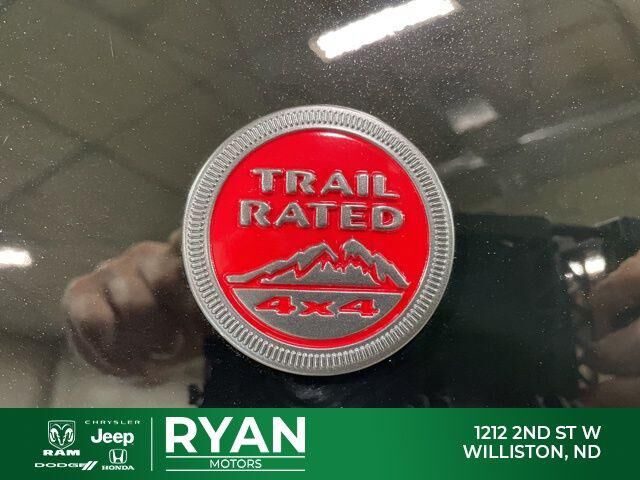 TRAIL
RATED
4x4
RAM
CHRYSLER
Jeep
DODGE
HONDA
RYAN
MOTORS
1212 2ND ST W
WILLISTON, ND